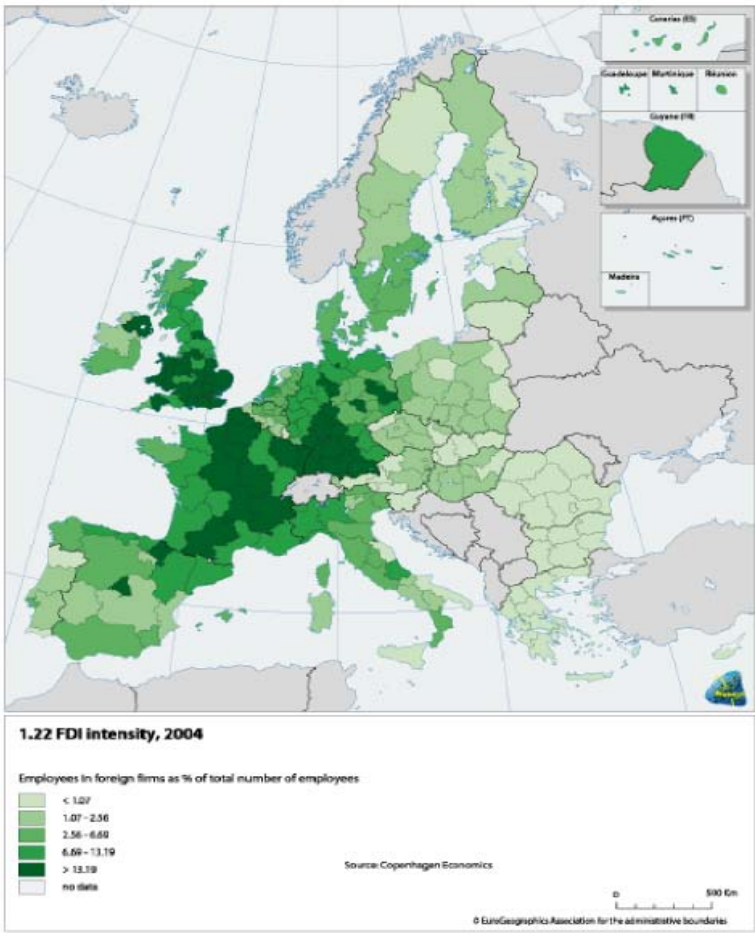 Canarias (ES)
Guadeloupe Martinique Réunion
Guyane (FR)
Açores (PT)
Madeira
1.22 FDI intensity, 2004
Employees in foreign firms as % of total number of employees
< 1.07
1.07 - 2.56
2.56 - 6.69
6.69 - 13.19
> 13.19
no data
Source: Copenhagen Economics
0 500 Km
© EuroGeographics Association for the administrative boundaries